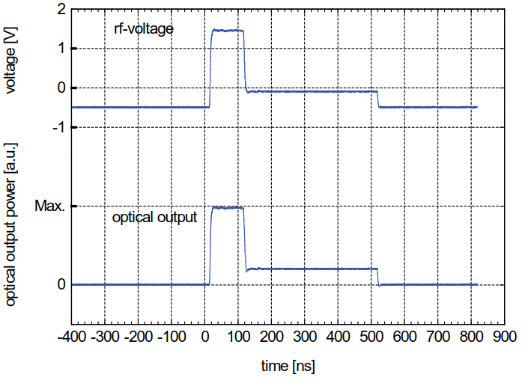 2
rf-voltage
1
voltage [V]
0
-1
optical output power [a.u.]
Max.
optical output
0
-400 -300 -200 -100 0 100 200 300 400 500 600 700 800 900
time [ns]